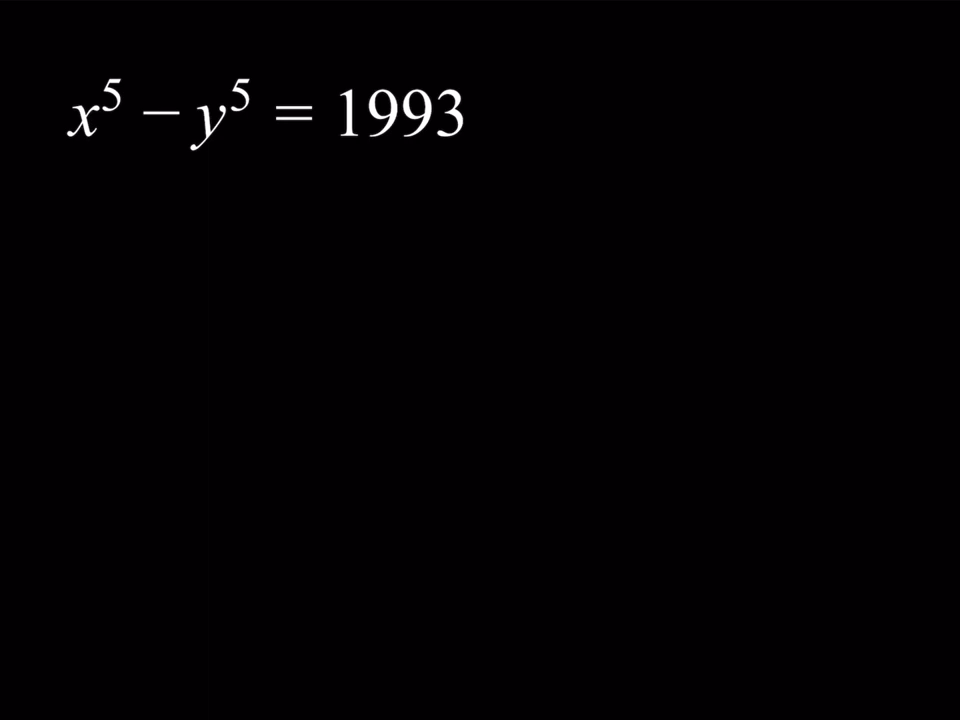 x⁵ − y⁵ = 1993